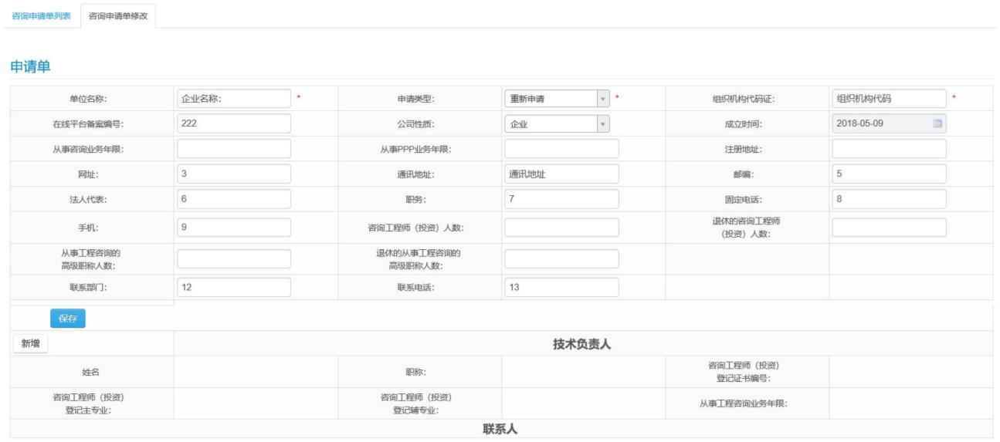 咨询申请单列表 咨询申请单修改
申请单
单位名称: 企业名称: * 申请类型: 重新申请 * 组织机构代码证: 组织机构代码 *
在线平台备案编号: 222 公司性质: 企业 成立时间: 2018-05-09
从事咨询业务年限: 从事PPP业务年限: 注册地址:
网址: 3 通讯地址: 通讯地址 邮编: 5
法人代表: 6 职务: 7 固定电话: 8
手机: 9 咨询工程师（投资）人数: 退休的咨询工程师
（投资）人数:
从事工程咨询的 退休的从事工程咨询的
高级职称人数: 高级职称人数:
联系部门: 12 联系电话: 13
保存
新增 技术负责人
姓名 职称: 咨询工程师（投资）
登记证书编号:
咨询工程师（投资） 咨询工程师（投资） 从事工程咨询业务年限:
登记主专业: 登记辅专业:
联系人